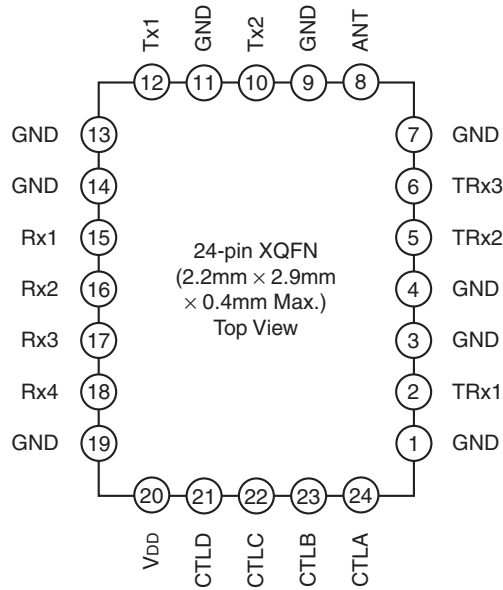 Tx1
GND
Tx2
GND
ANT
12
11
10
9
8
GND
13
7
GND
GND
14
6
TRx3
Rx1
15
5
TRx2
24-pin XQFN
(2.2mm × 2.9mm
× 0.4mm Max.)
Top View
Rx2
16
4
GND
Rx3
17
3
GND
Rx4
18
2
TRx1
GND
19
1
GND
20
21
22
23
24
VDD
CTLD
CTLC
CTLB
CTLA